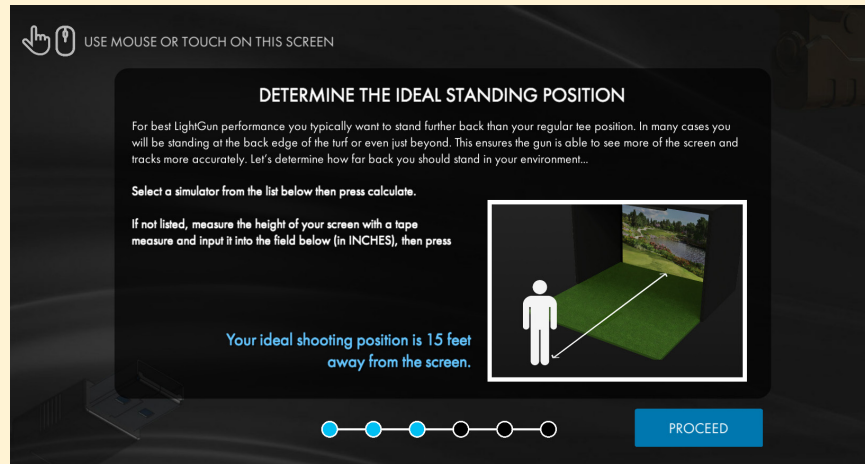 USE MOUSE OR TOUCH ON THIS SCREEN
DETERMINE THE IDEAL STANDING POSITION
For best LightGun performance you typically want to stand further back than your regular tee position. In many cases you
will be standing at the back edge of the turf or even just beyond. This ensures the gun is able to see more of the screen and
tracks more accurately. Let's determine how far back you should stand in your environment...
Select a simulator from the list below then press calculate.
If not listed, measure the height of your screen with a tape
measure and input it into the field below (in INCHES), then press
Your ideal shooting position is 15 feet
away from the screen.
PROCEED